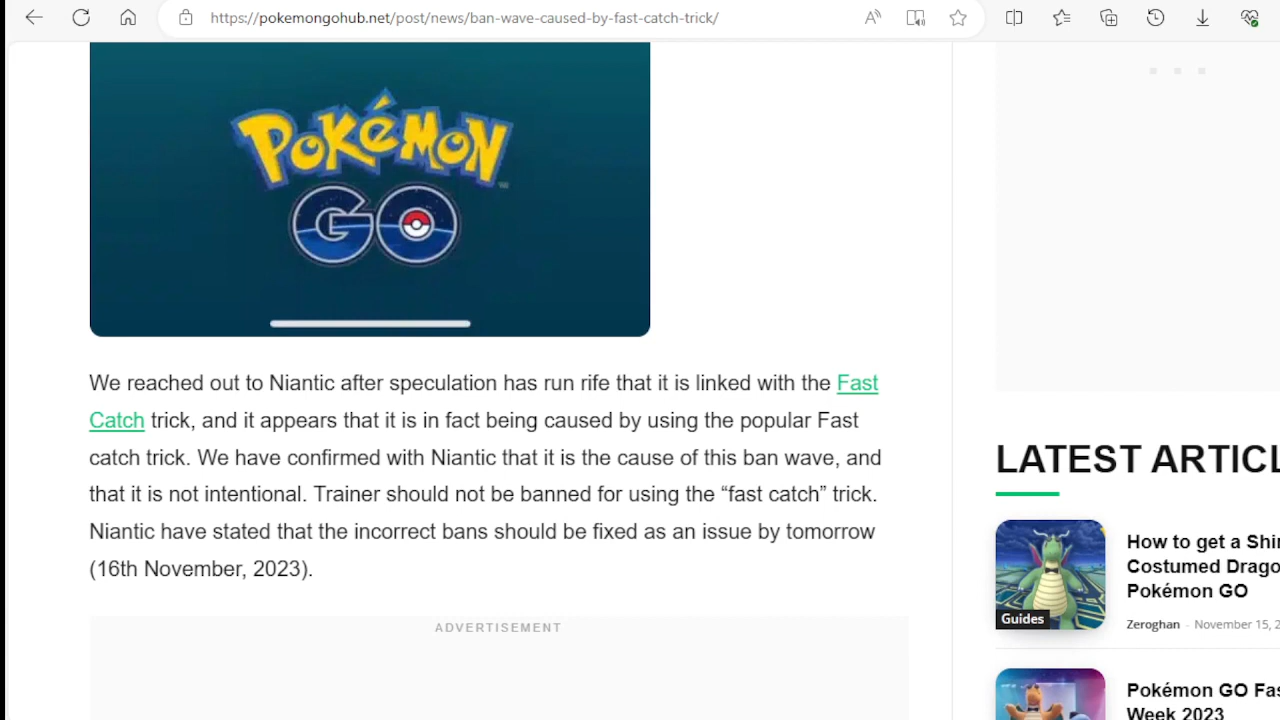 https://pokemongohub.net/post/news/ban-wave-caused-by-fast-catch-trick/
POKéMON
GO
We reached out to Niantic after speculation has run rife that it is linked with the Fast
Catch trick, and it appears that it is in fact being caused by using the popular Fast
catch trick. We have confirmed with Niantic that it is the cause of this ban wave, and
that it is not intentional. Trainer should not be banned for using the “fast catch” trick.
Niantic have stated that the incorrect bans should be fixed as an issue by tomorrow
(16th November, 2023).
ADVERTISEMENT
LATEST ARTICL
How to get a Shin
Costumed Drago
Pokémon GO
Guides
Zeroghan - November 15, 2
Pokémon GO Fas
Week 2023